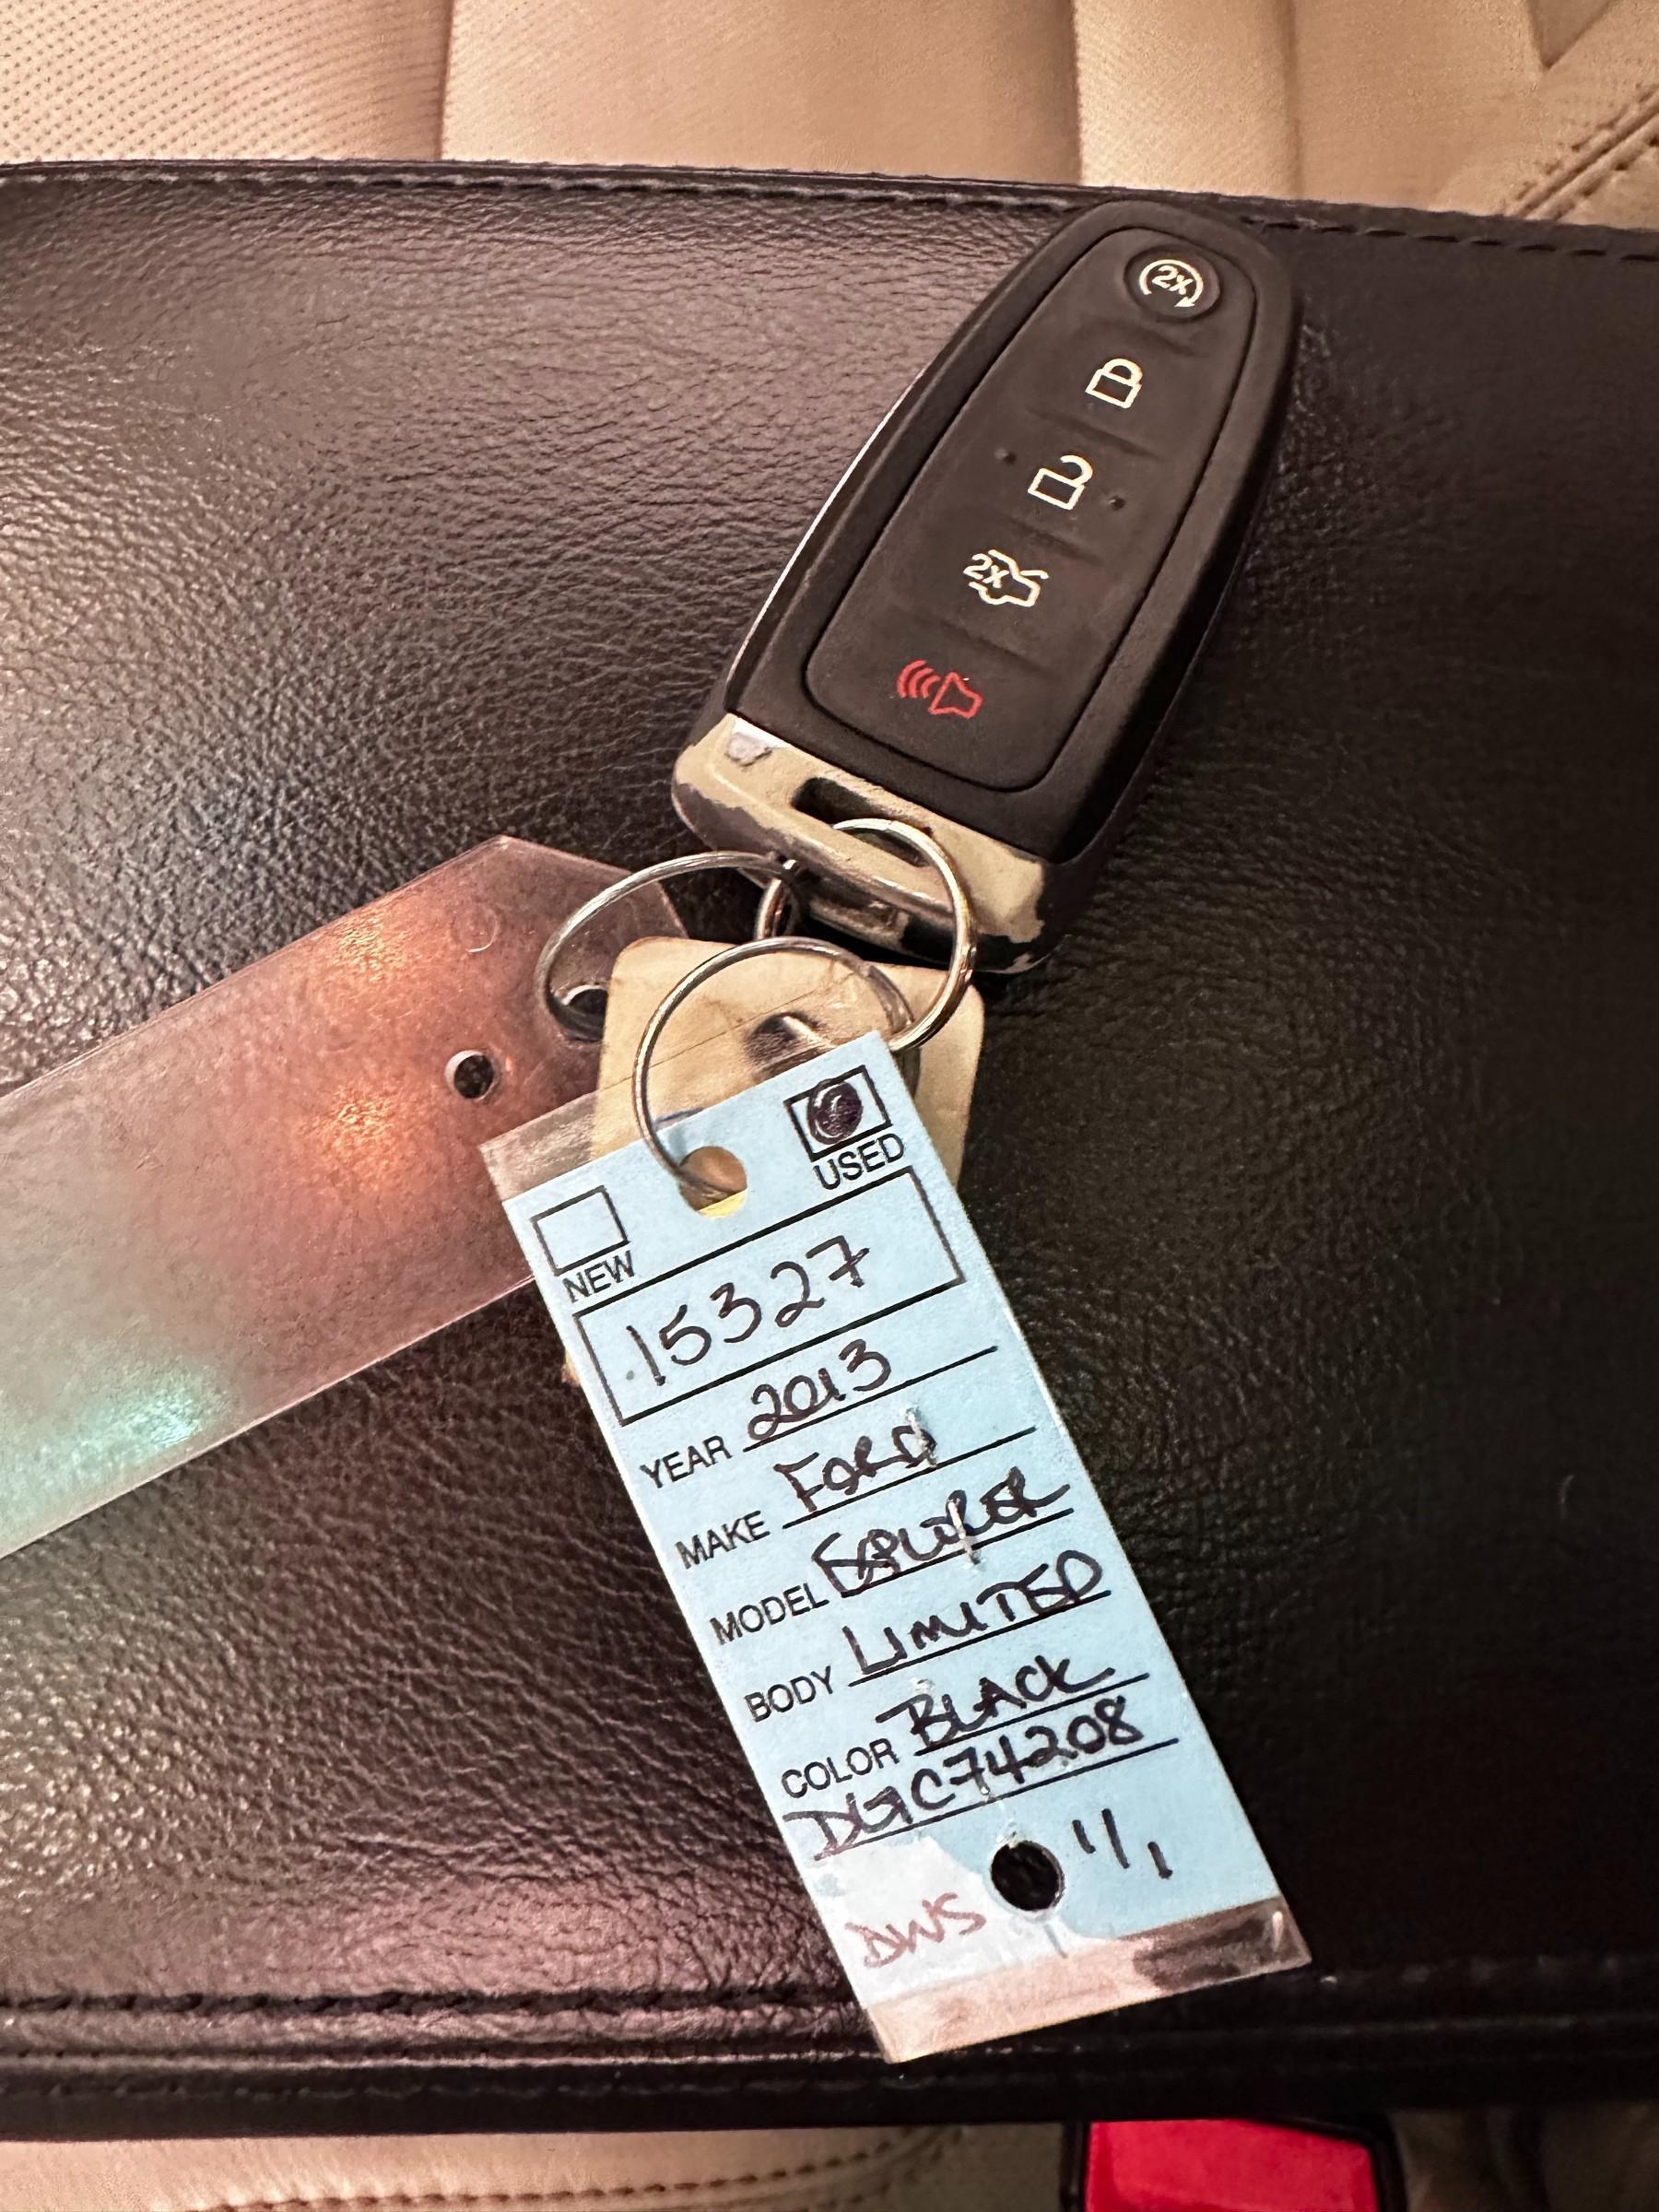 2x
2x
USED
NEW
15327
YEAR 2013
MAKE FORD
MODEL EXPLORER
BODY LIMITED
COLOR BLACK
DGC74208
1/1
DWS